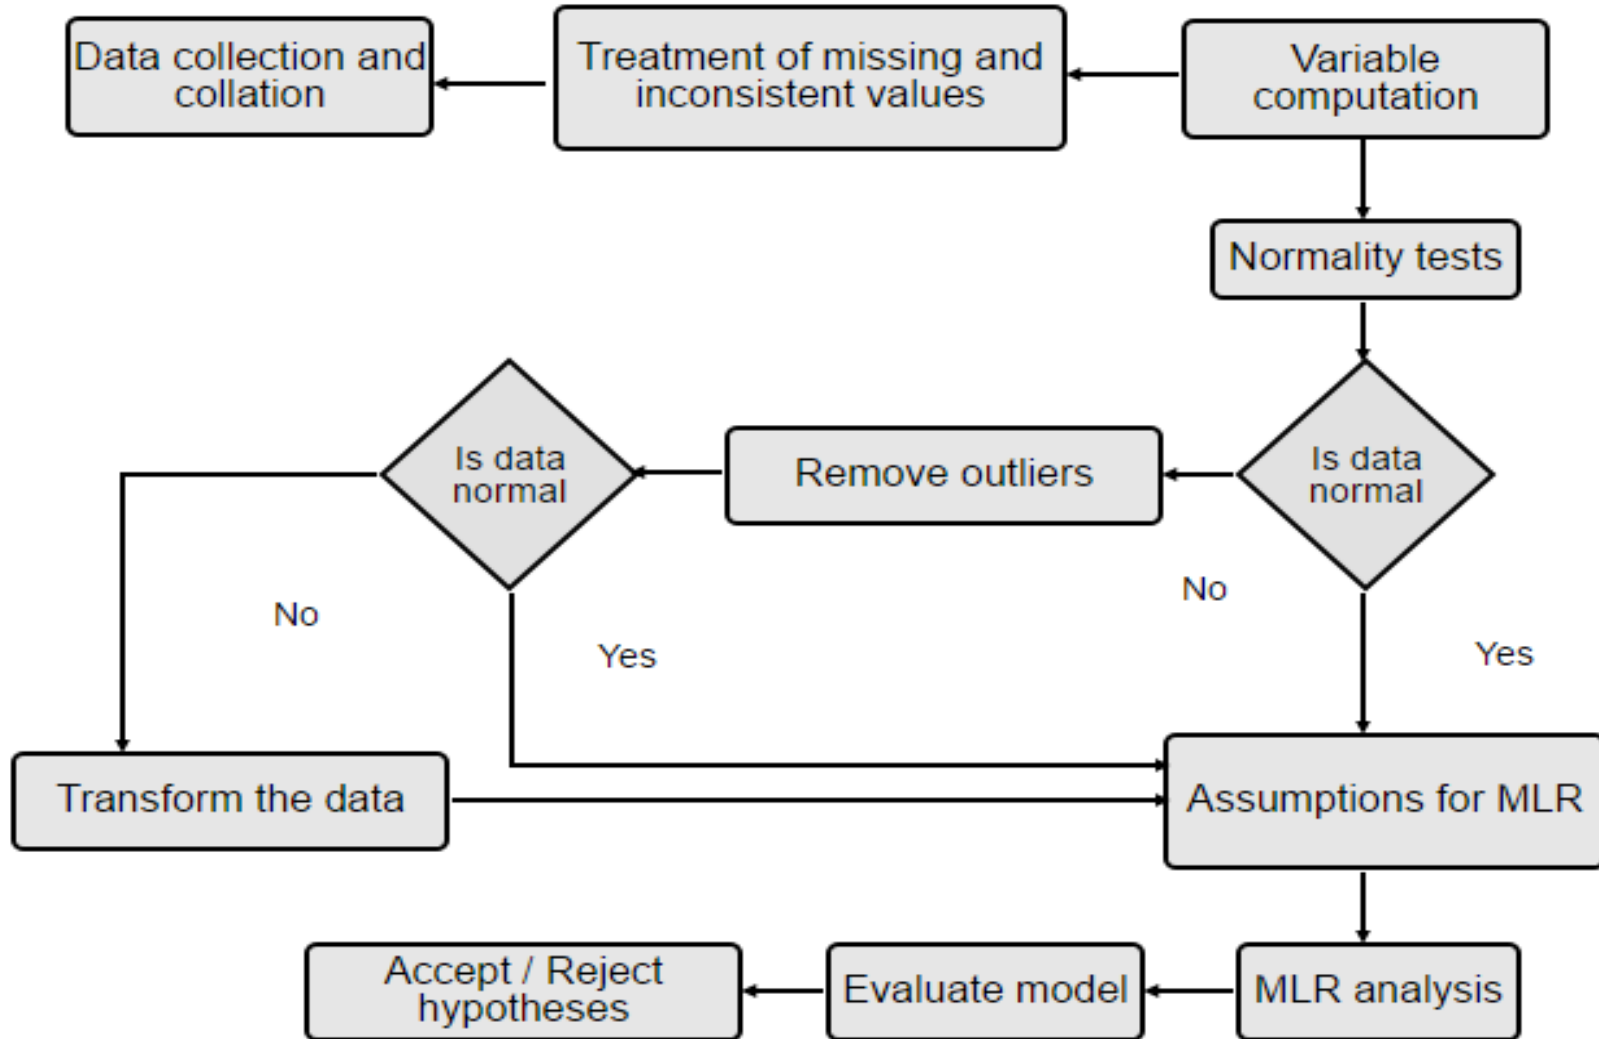 Data collection and
collation
Treatment of missing and
inconsistent values
Variable
computation
Normality tests
Is data
normal
Remove outliers
Is data
normal
No
Yes
No
Yes
Transform the data
Assumptions for MLR
Accept / Reject
hypotheses
Evaluate model
MLR analysis